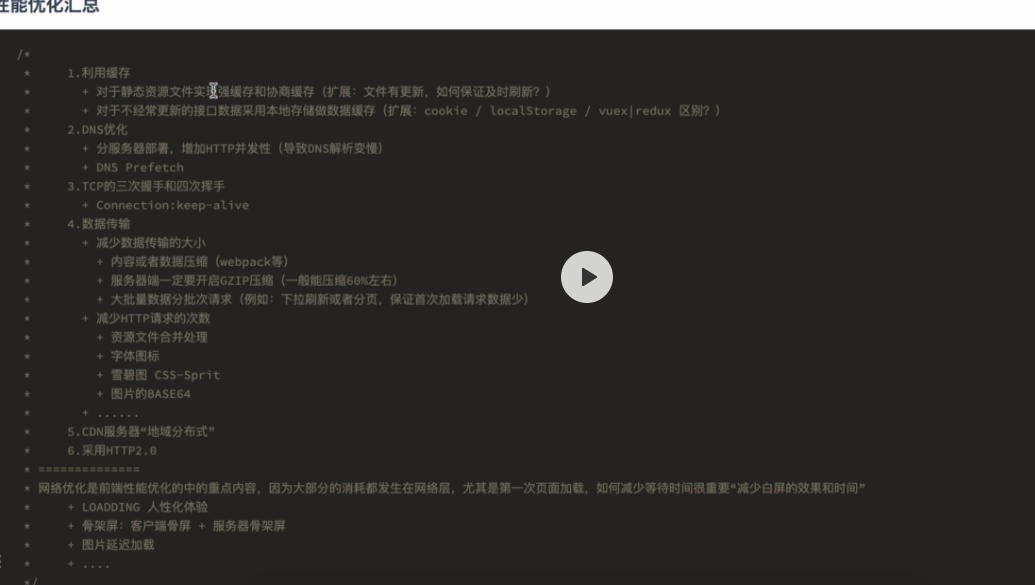 性能优化汇总
/*
* 1.利用缓存
* + 对于静态资源文件实现强缓存和协商缓存（扩展：文件有更新，如何保证及时刷新？）
* + 对于不经常更新的接口数据采用本地存储做数据缓存（扩展：cookie / localStorage / vuex|redux 区别？）
* 2.DNS优化
* + 分服务器部署，增加HTTP并发性（导致DNS解析变慢）
* + DNS Prefetch
* 3.TCP的三次握手和四次挥手
* + Connection:keep-alive
* 4.数据传输
* + 减少数据传输的大小
* + 内容或者数据压缩（webpack等）
* + 服务器端一定要开启GZIP压缩（一般能压缩60%左右）
* + 大批量数据分批次请求（例如：下拉刷新或者分页，保证首次加载请求数据少）
* + 减少HTTP请求的次数
* + 资源文件合并处理
* + 字体图标
* + 雪碧图 CSS-Sprit
* + 图片的BASE64
* + ......
* 5.CDN服务器“地域分布式”
* 6.采用HTTP2.0
* ==============
* 网络优化是前端性能优化的中的重点内容，因为大部分的消耗都发生在网络层，尤其是第一次页面加载，如何减少等待时间很重要“减少白屏的效果和时间”
* + LOADDING 人性化体验
* + 骨架屏：客户端骨屏 + 服务器骨架屏
* + 图片延迟加载
* + ....
*/